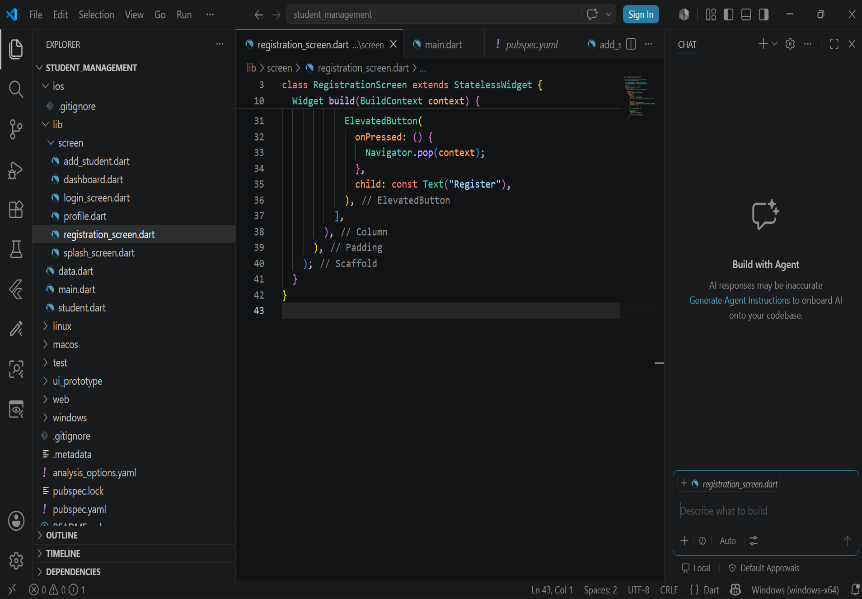 File Edit Selection View Go Run ···
student_management
Sign In
EXPLORER
STUDENT_MANAGEMENT
ios
.gitignore
lib
screen
add_student.dart
dashboard.dart
login_screen.dart
profile.dart
registration_screen.dart
splash_screen.dart
data.dart
main.dart
student.dart
linux
macos
test
ui_prototype
web
windows
.gitignore
.metadata
analysis_options.yaml
pubspec.lock
pubspec.yaml
OUTLINE
TIMELINE
DEPENDENCIES
registration_screen.dart ...\screen
main.dart
! pubspec.yaml
add_s
lib > screen > registration_screen.dart > ...
3 class RegistrationScreen extends StatelessWidget {
10 Widget build(BuildContext context) {
31 ElevatedButton(
32 onPressed: () {
33 Navigator.pop(context);
34 },
35 child: const Text("Register"),
36 ), // ElevatedButton
37 ],
38 ), // Column
39 ), // Padding
40 ); // Scaffold
41 }
42 }
43
CHAT
Build with Agent
AI responses may be inaccurate
Generate Agent Instructions to onboard AI
onto your codebase.
registration_screen.dart
Describe what to build
Auto
Local
Default Approvals
0 0 1
Ln 43, Col 1 Spaces: 2 UTF-8 CRLF { } Dart Windows (windows-x64)